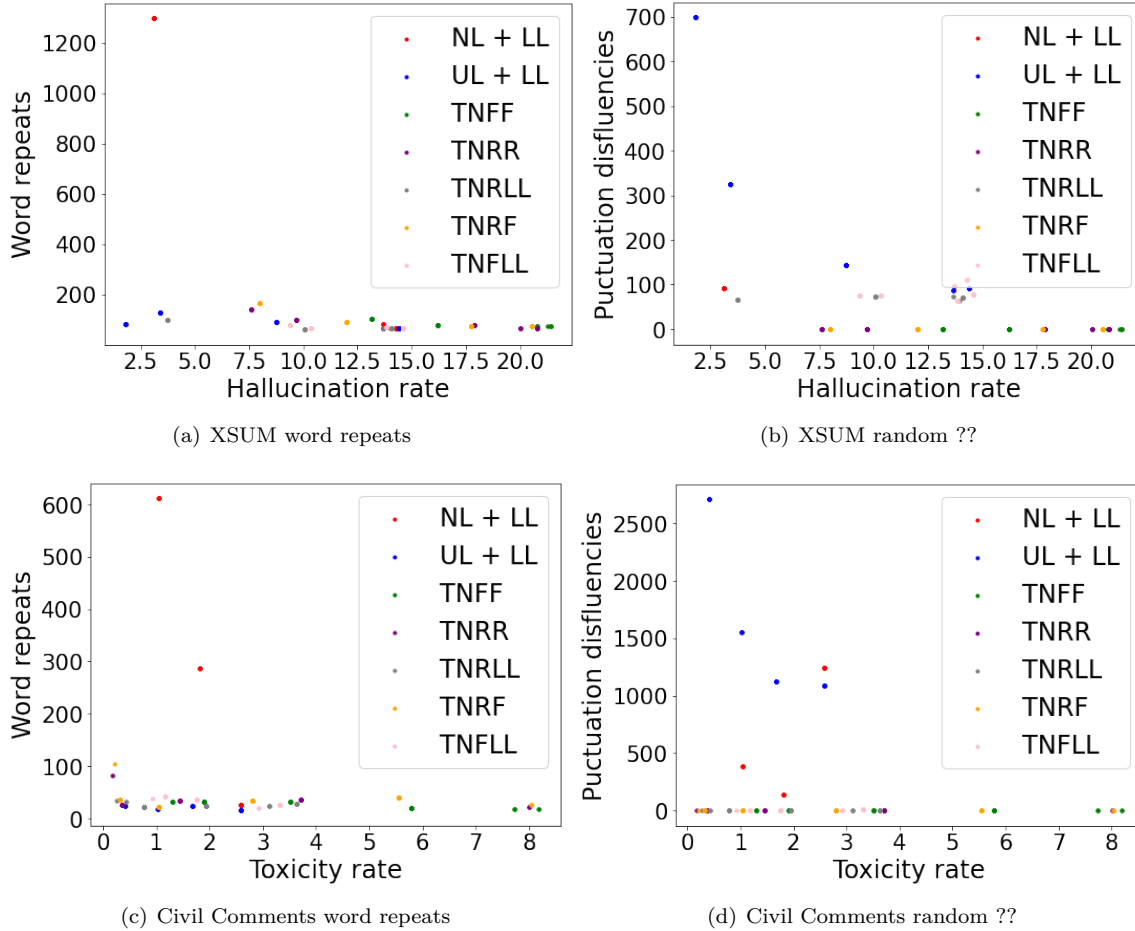 Word repeats
1200
1000
800
600
400
200
2.5
5.0
7.5
10.0
12.5
15.0
17.5
20.0
Hallucination rate
NL + LL
UL + LL
TNFF
TNRR
TNRLL
TNRF
TNFLL
(a) XSUM word repeats
Puctuation disfluencies
700
600
500
400
300
200
100
0
2.5
5.0
7.5
10.0
12.5
15.0
17.5
20.0
Hallucination rate
NL + LL
UL + LL
TNFF
TNRR
TNRLL
TNRF
TNFLL
(b) XSUM random ??
Word repeats
600
500
400
300
200
100
0
0
1
2
3
4
5
6
7
8
Toxicity rate
NL + LL
UL + LL
TNFF
TNRR
TNRLL
TNRF
TNFLL
(c) Civil Comments word repeats
Puctuation disfluencies
2500
2000
1500
1000
500
0
0
1
2
3
4
5
6
7
8
Toxicity rate
NL + LL
UL + LL
TNFF
TNRR
TNRLL
TNRF
TNFLL
(d) Civil Comments random ??